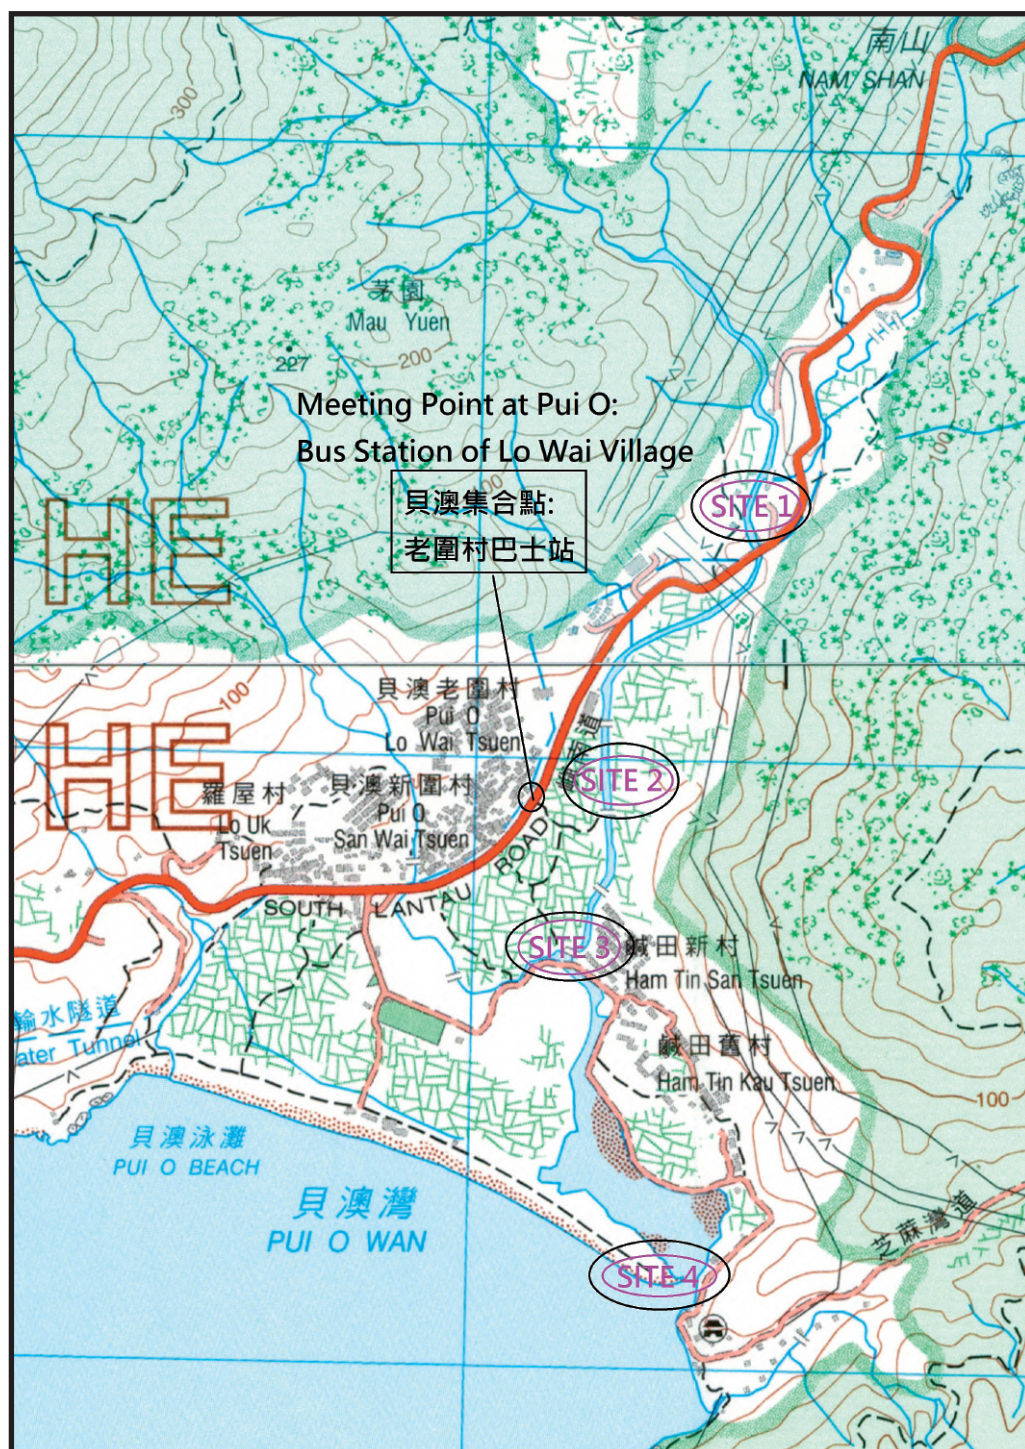 南山
NAM SHAN
300
茅園
Mau Yuen
227
200
Meeting Point at Pui O:
Bus Station of Lo Wai Village
100
100
貝澳集合點:
老圍村巴士站
SITE 1
HE
100
貝澳老圍村
Pui O
Lo Wai Tsuen
HE
羅屋村
Lo Uk
Tsuen
貝澳新圍村
Pui O
San Wai Tsuen
SITE 2
SOUTH LANTAU ROAD
SITE 3
鹹田新村
Ham Tin San Tsuen
輸水隧道
ater Tunnel
鹹田舊村
Ham Tin Kau Tsuen
100
貝澳泳灘
PUI O BEACH
貝澳灣
PUI O WAN
芝蔴灣道
SITE 4